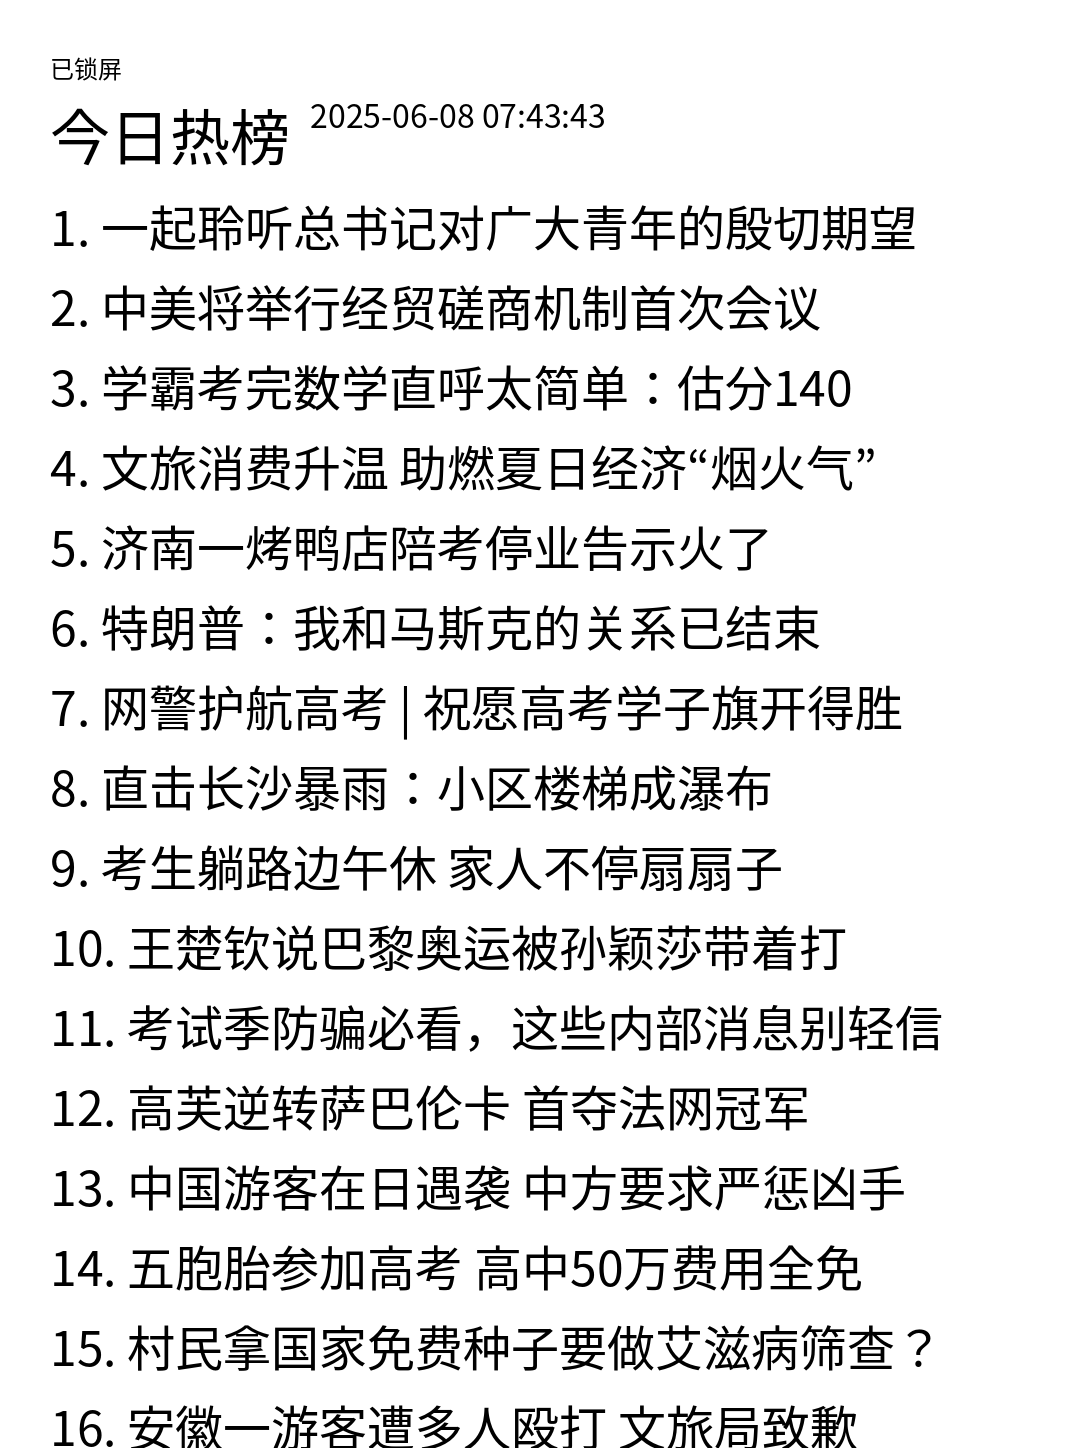 已锁屏
今日热榜 2025-06-08 07:43:43
1. 一起聆听总书记对广大青年的殷切期望
2. 中美将举行经贸磋商机制首次会议
3. 学霸考完数学直呼太简单：估分140
4. 文旅消费升温 助燃夏日经济“烟火气”
5. 济南一烤鸭店陪考停业告示火了
6. 特朗普：我和马斯克的关系已结束
7. 网警护航高考 | 祝愿高考学子旗开得胜
8. 直击长沙暴雨：小区楼梯成瀑布
9. 考生躺路边午休 家人不停扇扇子
10. 王楚钦说巴黎奥运被孙颖莎带着打
11. 考试季防骗必看，这些内部消息别轻信
12. 高芙逆转萨巴伦卡 首夺法网冠军
13. 中国游客在日遇袭 中方要求严惩凶手
14. 五胞胎参加高考 高中50万费用全免
15. 村民拿国家免费种子要做艾滋病筛查？
16. 安徽一游客遭多人殴打 文旅局致歉